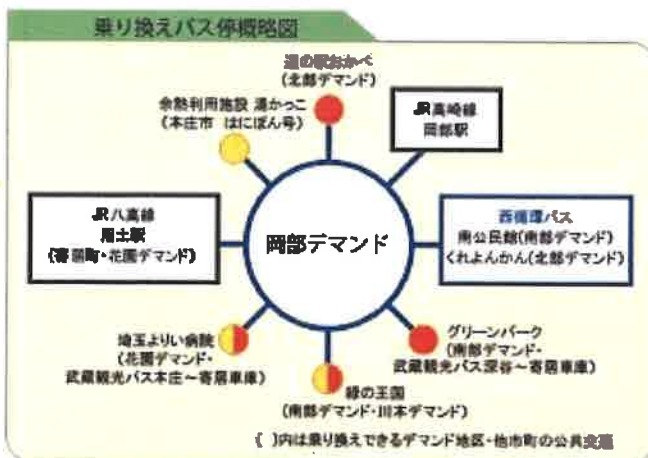 乗り換えバス停概略図
道の駅おかべ
(北部デマンド)
余熱利用施設 湯かっこ
(本庄市 はにぽん号)
JR高崎線
岡部駅
JR八高線
用土駅
(寄居町・花園デマンド)
岡部デマンド
西循環バス
南公民館(南部デマンド)
くれよんかん(北部デマンド)
埼玉よりい病院
(花園デマンド・
武蔵観光バス本庄～寄居車庫)
グリーンパーク
(南部デマンド・
武蔵観光バス深谷～寄居車庫)
緑の王国
(南部デマンド・川本デマンド)
( )内は乗り換えできるデマンド地区・他市町の公共交通